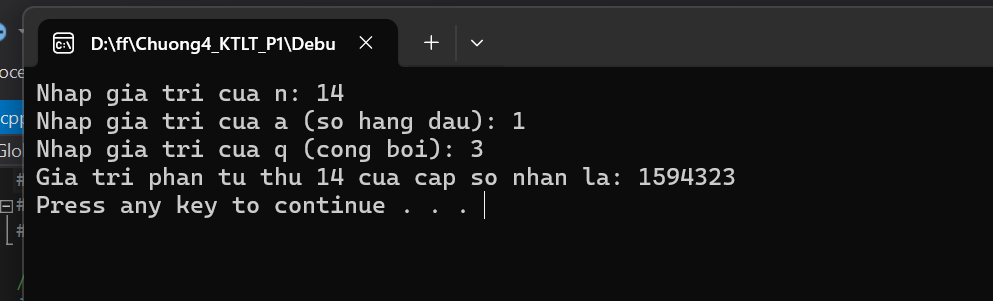 D:\ff\Chuong4_KTLT_P1\Debu
Nhap gia tri cua n: 14
Nhap gia tri cua a (so hang dau): 1
Nhap gia tri cua q (cong boi): 3
Gia tri phan tu thu 14 cua cap so nhan la: 1594323
Press any key to continue . . .